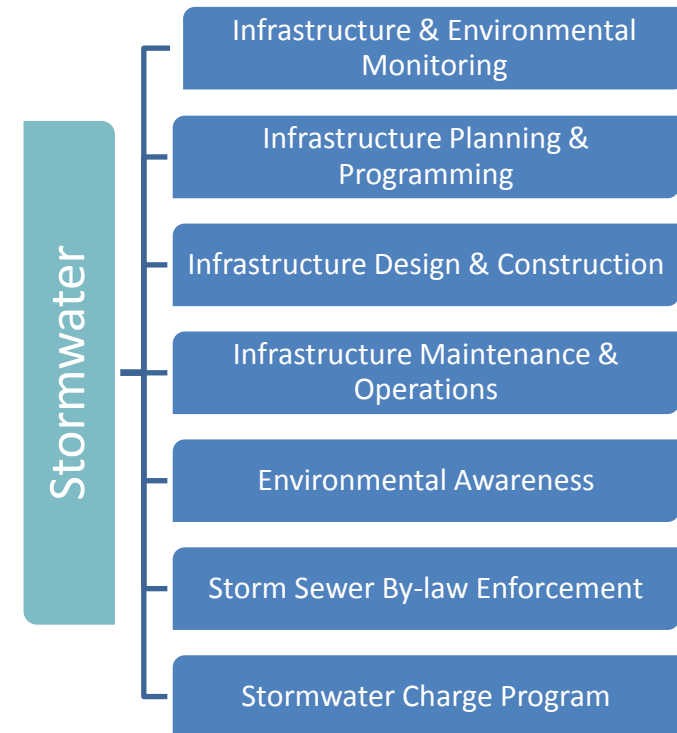 Stormwater
Infrastructure & Environmental
Monitoring
Infrastructure Planning &
Programming
Infrastructure Design & Construction
Infrastructure Maintenance &
Operations
Environmental Awareness
Storm Sewer By-law Enforcement
Stormwater Charge Program